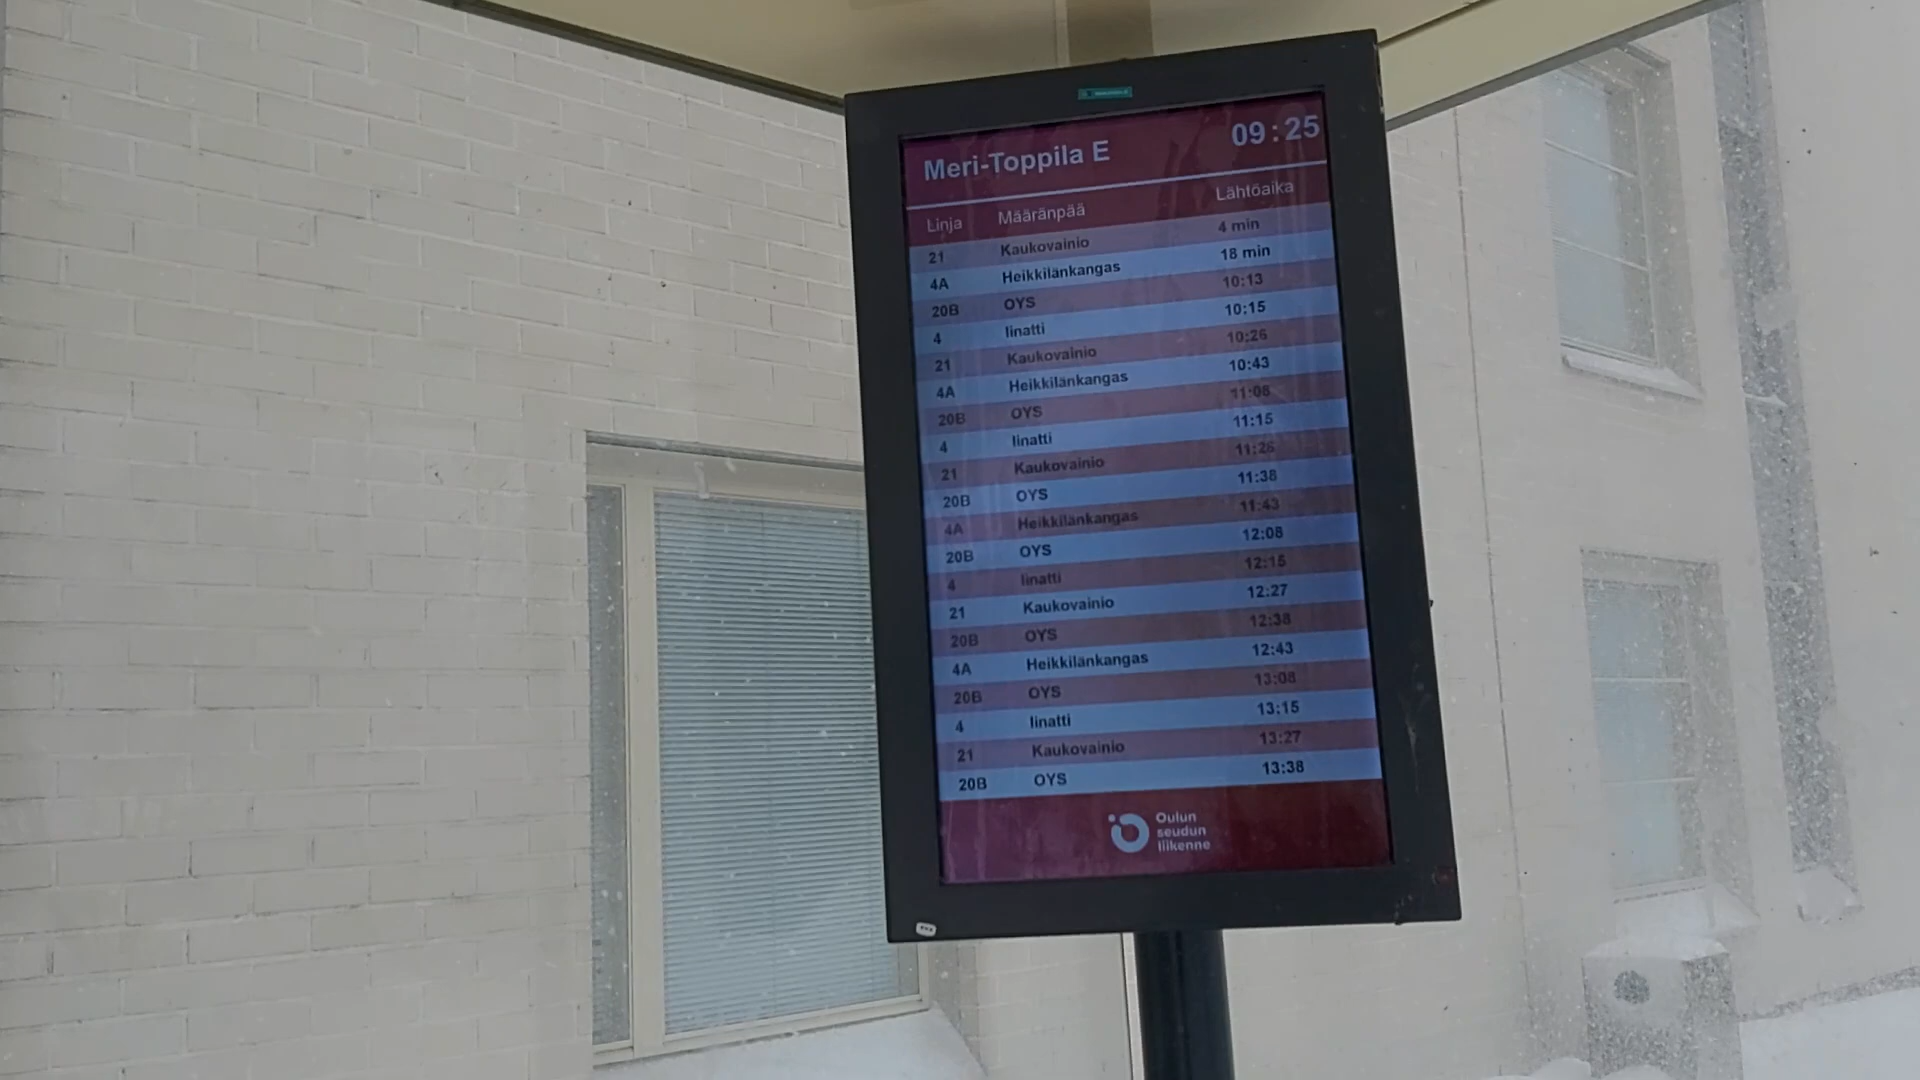 Meri-Toppila E 09:25
Linja Määränpää Lähtöaika
21 Kaukovainio 4 min
4A Heikkilänkangas 18 min
20B OYS 10:13
4 Iinatti 10:15
21 Kaukovainio 10:26
4A Heikkilänkangas 10:43
20B OYS 11:08
4 Iinatti 11:15
21 Kaukovainio 11:26
20B OYS 11:38
4A Heikkilänkangas 11:43
20B OYS 12:08
4 Iinatti 12:15
21 Kaukovainio 12:27
20B OYS 12:38
4A Heikkilänkangas 12:43
20B OYS 13:08
4 Iinatti 13:15
21 Kaukovainio 13:27
20B OYS 13:38
Oulun
seudun
liikenne